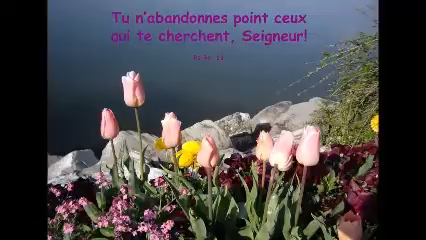 Tu n'abandonnes point ceux
qui te cherchent, Seigneur!